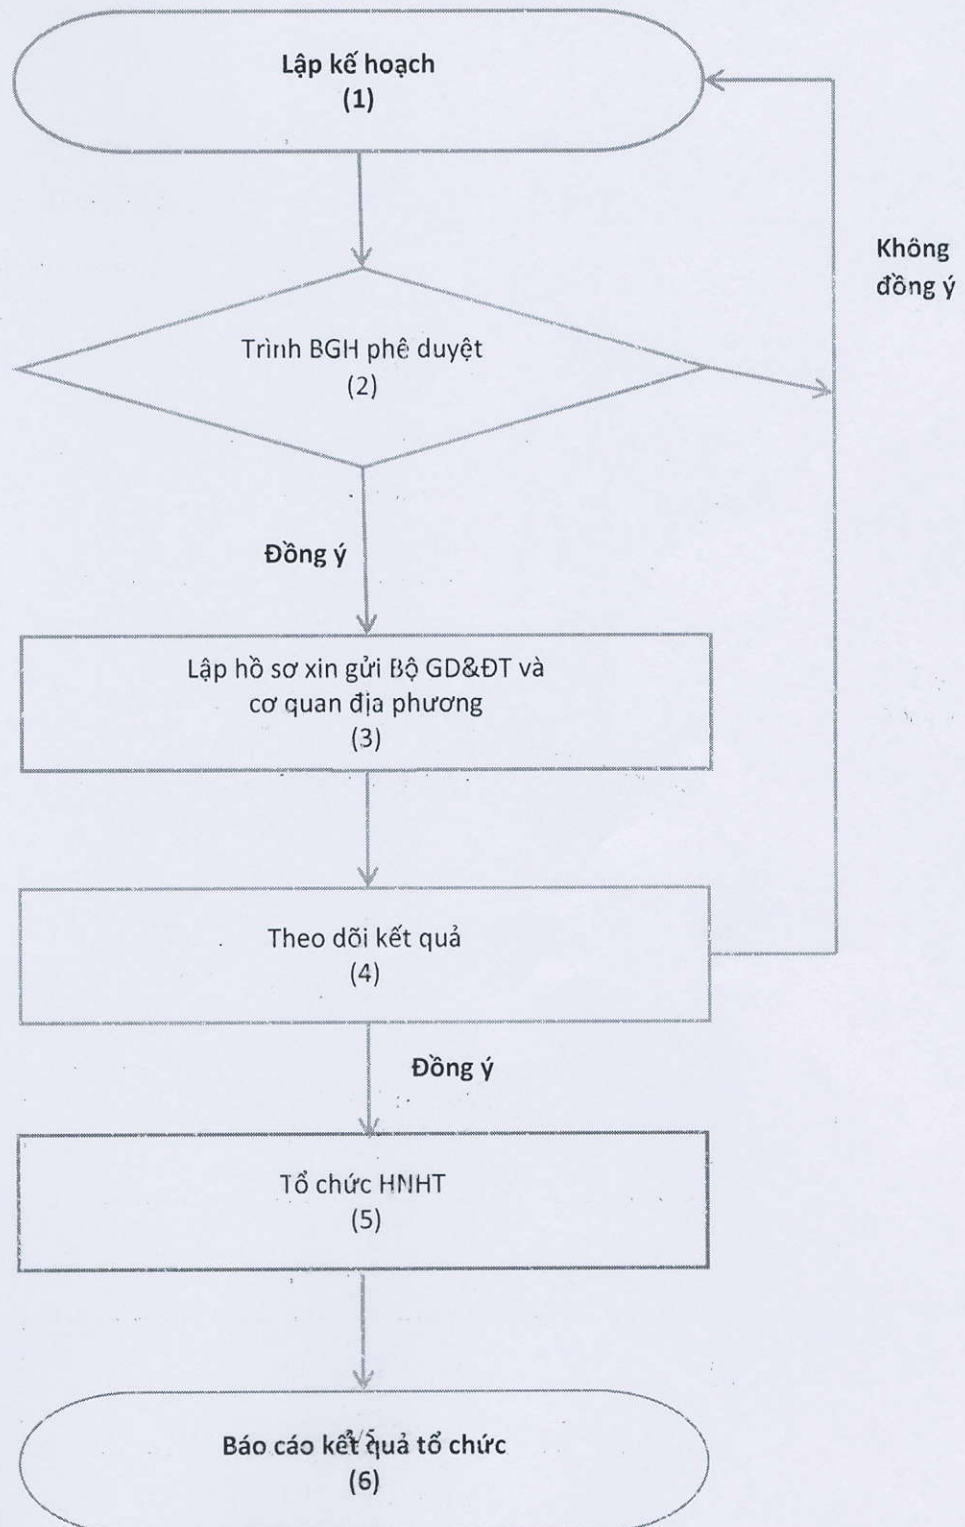 Lập kế hoạch
(1)
Không
đồng ý
Trình BGH phê duyệt
(2)
Đồng ý
Lập hồ sơ xin gửi Bộ GD&ĐT và
cơ quan địa phương
(3)
Theo dõi kết quả
(4)
Đồng ý
Tổ chức HNHT
(5)
Báo cáo kết quả tổ chức
(6)